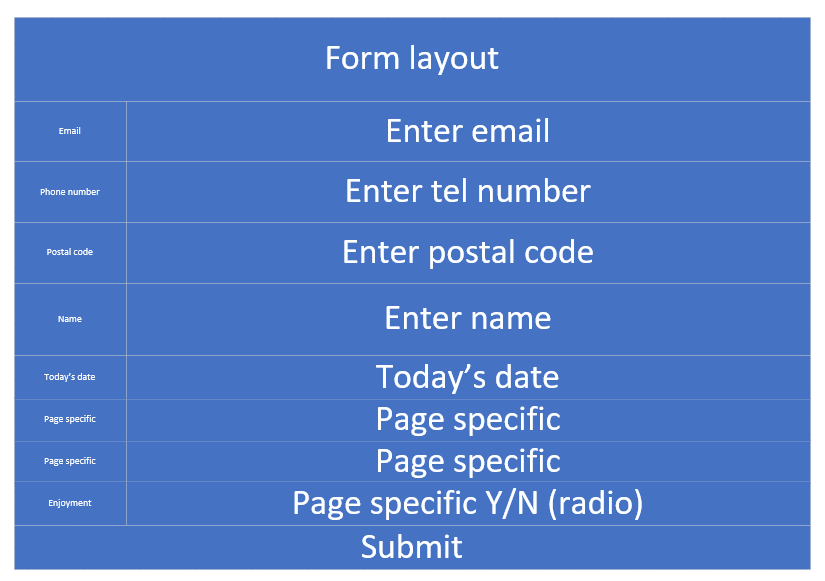 Form layout
Email
Enter email
Phone number
Enter tel number
Postal code
Enter postal code
Name
Enter name
Today's date
Today’s date
Page specific
Page specific
Page specific
Page specific
Enjoyment
Page specific Y/N (radio)
Submit